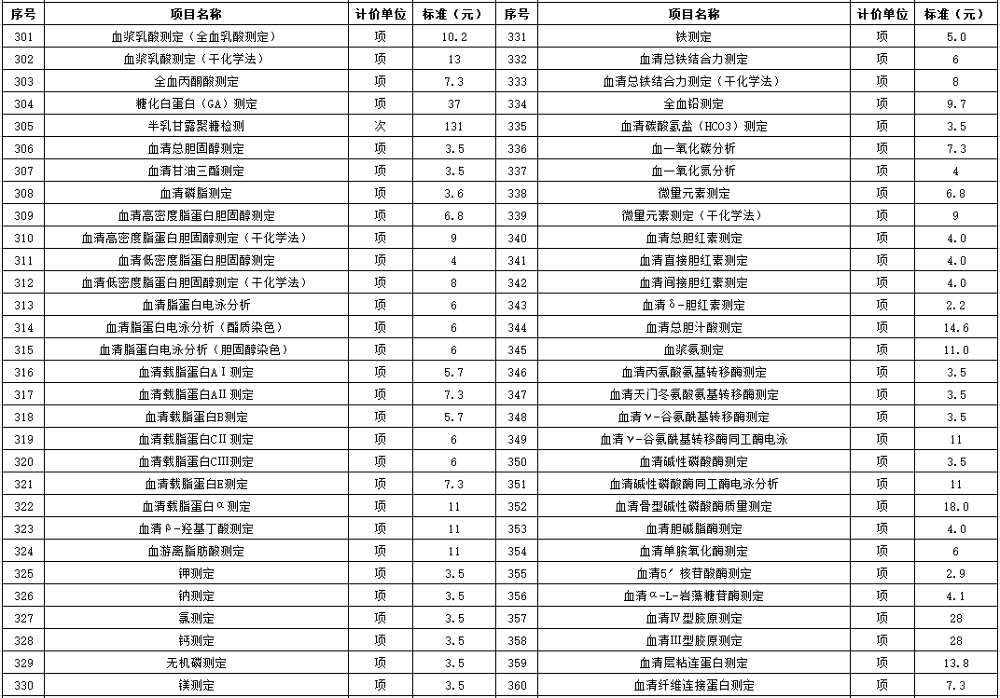 序号 项目名称 计价单位 标准（元） 序号 项目名称 计价单位 标准（元）
301 血浆乳酸测定（全血乳酸测定） 项 10.2 331 铁测定 项 5.0
302 血浆乳酸测定（干化学法） 项 13 332 血清总铁结合力测定 项 6
303 全血丙酮酸测定 项 7.3 333 血清总铁结合力测定（干化学法） 项 8
304 糖化白蛋白（GA）测定 项 37 334 全血铅测定 项 9.7
305 半乳甘露聚糖检测 次 131 335 血清碳酸氢盐（HCO3）测定 项 3.5
306 血清总胆固醇测定 项 3.5 336 血一氧化碳分析 项 7.3
307 血清甘油三酯测定 项 3.5 337 血一氧化氮分析 项 4
308 血清磷脂测定 项 3.6 338 微量元素测定 项 6.8
309 血清高密度脂蛋白胆固醇测定 项 6.8 339 微量元素测定（干化学法） 项 9
310 血清高密度脂蛋白胆固醇测定（干化学法） 项 9 340 血清总胆红素测定 项 4.0
311 血清低密度脂蛋白胆固醇测定 项 4 341 血清直接胆红素测定 项 4.0
312 血清低密度脂蛋白胆固醇测定（干化学法） 项 8 342 血清间接胆红素测定 项 4.0
313 血清脂蛋白电泳分析 项 6 343 血清δ-胆红素测定 项 2.2
314 血清脂蛋白电泳分析（酯质染色） 项 6 344 血清总胆汁酸测定 项 14.6
315 血清脂蛋白电泳分析（胆固醇染色） 项 6 345 血浆氨测定 项 11.0
316 血清载脂蛋白AⅠ测定 项 5.7 346 血清丙氨酸氨基转移酶测定 项 3.5
317 血清载脂蛋白AⅡ测定 项 7.3 347 血清天门冬氨酸氨基转移酶测定 项 3.5
318 血清载脂蛋白B测定 项 5.7 348 血清γ-谷氨酰基转移酶测定 项 3.5
319 血清载脂蛋白CⅡ测定 项 6 349 血清γ-谷氨酰基转移酶同工酶电泳 项 11
320 血清载脂蛋白CⅢ测定 项 6 350 血清碱性磷酸酶测定 项 3.5
321 血清载脂蛋白E测定 项 7.3 351 血清碱性磷酸酶同工酶电泳分析 项 11
322 血清载脂蛋白α测定 项 11 352 血清骨型碱性磷酸酶质量测定 项 18.0
323 血清β-羟基丁酸测定 项 11 353 血清胆碱脂酶测定 项 4.0
324 血游离脂肪酸测定 项 11 354 血清单胺氧化酶测定 项 6
325 钾测定 项 3.5 355 血清5′核苷酸酶测定 项 2.9
326 钠测定 项 3.5 356 血清α-L-岩藻糖苷酶测定 项 4.1
327 氯测定 项 3.5 357 血清Ⅳ型胶原测定 项 28
328 钙测定 项 3.5 358 血清Ⅲ型胶原测定 项 28
329 无机磷测定 项 3.5 359 血清层粘连蛋白测定 项 13.8
330 镁测定 项 3.5 360 血清纤维连接蛋白测定 项 7.3